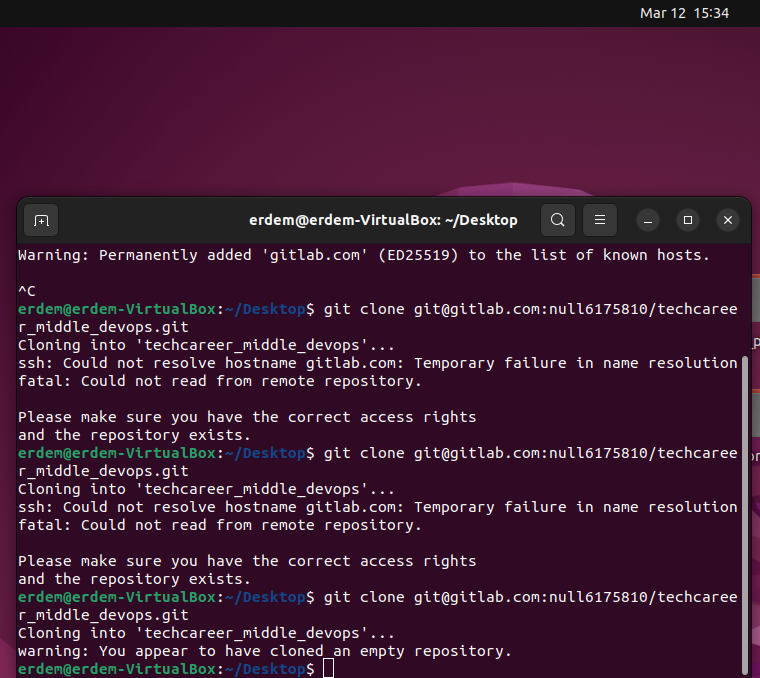 Mar 12 15:34
erdem@erdem-VirtualBox: ~/Desktop
Warning: Permanently added 'gitlab.com' (ED25519) to the list of known hosts.
^C
erdem@erdem-VirtualBox:~/Desktop$ git clone git@gitlab.com:null6175810/techcaree
r_middle_devops.git
Cloning into 'techcareer_middle_devops'...
ssh: Could not resolve hostname gitlab.com: Temporary failure in name resolution
fatal: Could not read from remote repository.
Please make sure you have the correct access rights
and the repository exists.
erdem@erdem-VirtualBox:~/Desktop$ git clone git@gitlab.com:null6175810/techcaree
r_middle_devops.git
Cloning into 'techcareer_middle_devops'...
ssh: Could not resolve hostname gitlab.com: Temporary failure in name resolution
fatal: Could not read from remote repository.
Please make sure you have the correct access rights
and the repository exists.
erdem@erdem-VirtualBox:~/Desktop$ git clone git@gitlab.com:null6175810/techcaree
r_middle_devops.git
Cloning into 'techcareer_middle_devops'...
warning: You appear to have cloned an empty repository.
erdem@erdem-VirtualBox:~/Desktop$